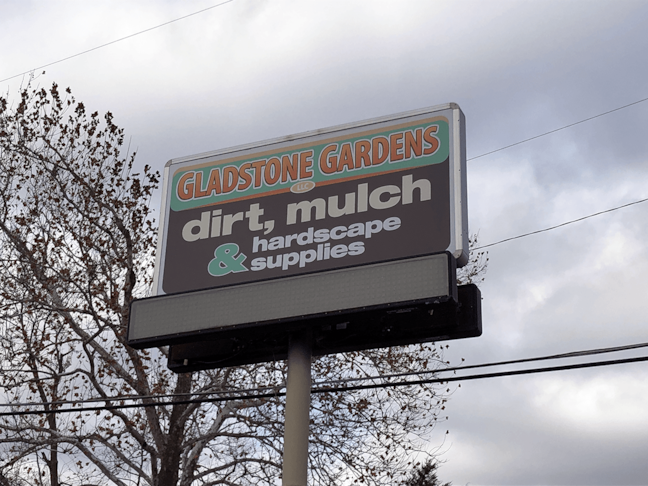 GLADSTONE GARDENS
LLC
dirt, mulch
& hardscape
supplies